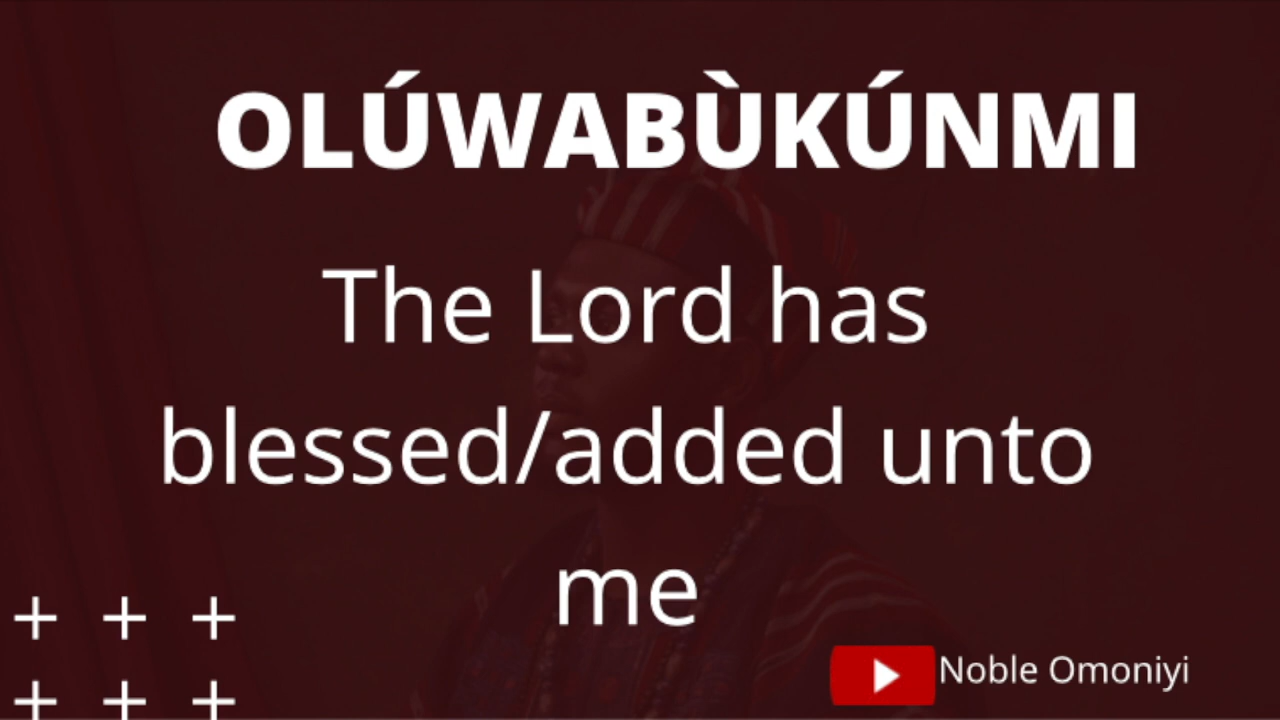 OLÚWABÙKÚNMI
The Lord has
blessed/added unto
me
Noble Omoniyi